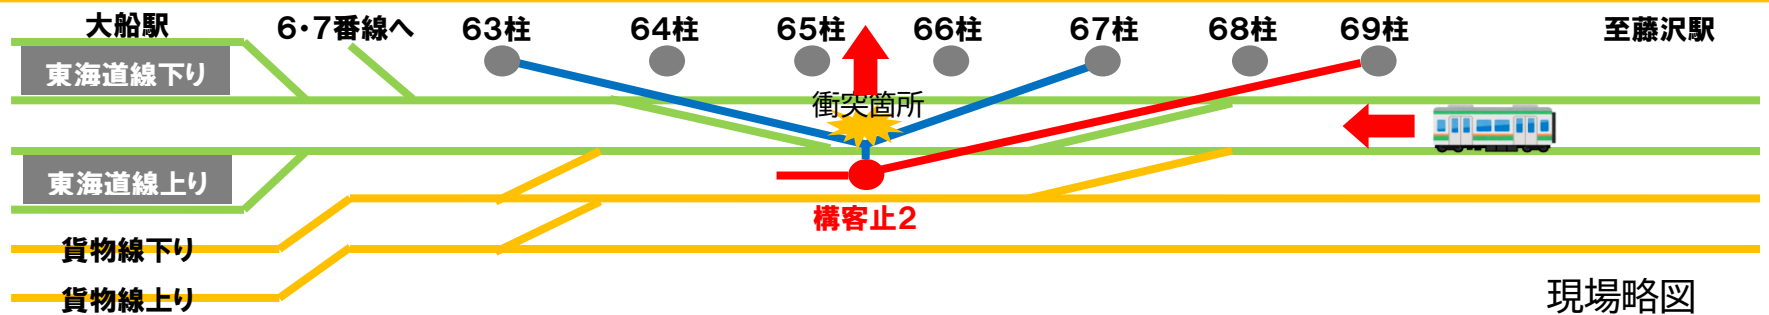 大船駅
6・7番線へ
63柱
64柱
65柱
66柱
67柱
68柱
69柱
至藤沢駅
東海道線下り
衝突箇所
東海道線上り
構客止2
貨物線下り
貨物線上り
現場略図